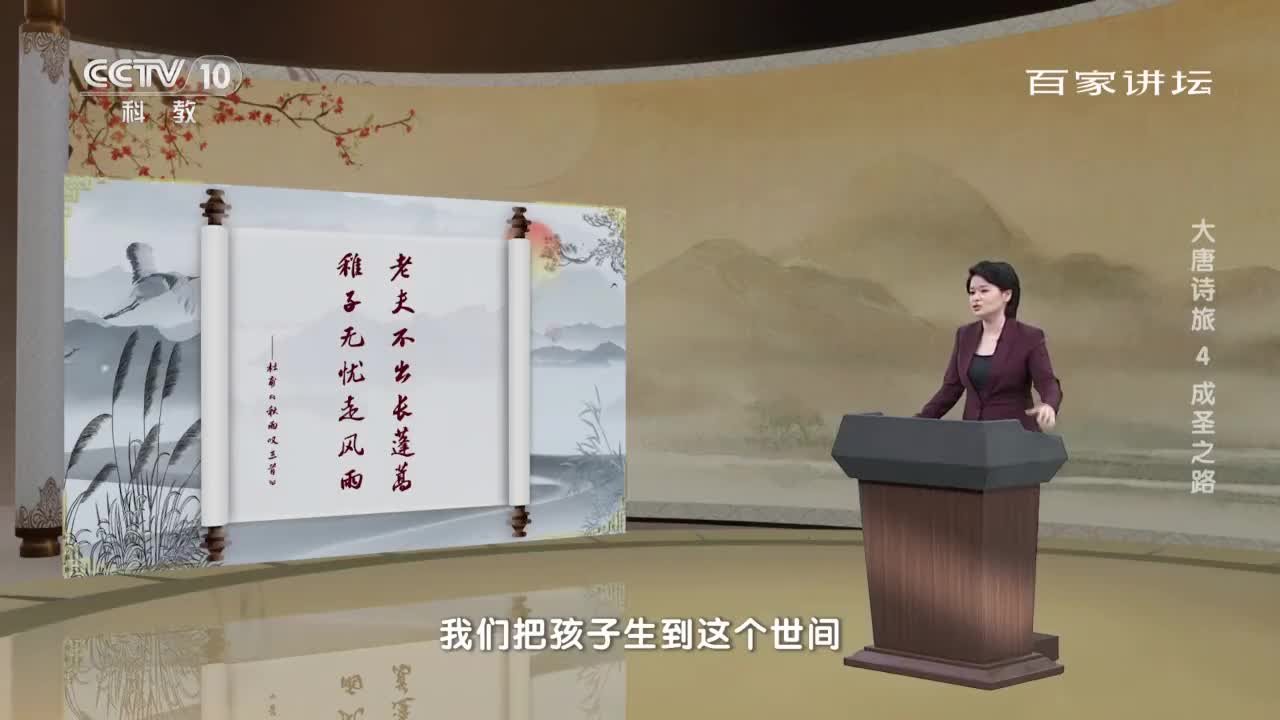 CCTV 10
科教
百家讲坛
老夫不出长蓬蒿
稚子无忧走风雨
——杜甫《秋雨叹三首》
大唐诗旅 4 成圣之路
我们把孩子生到这个世间